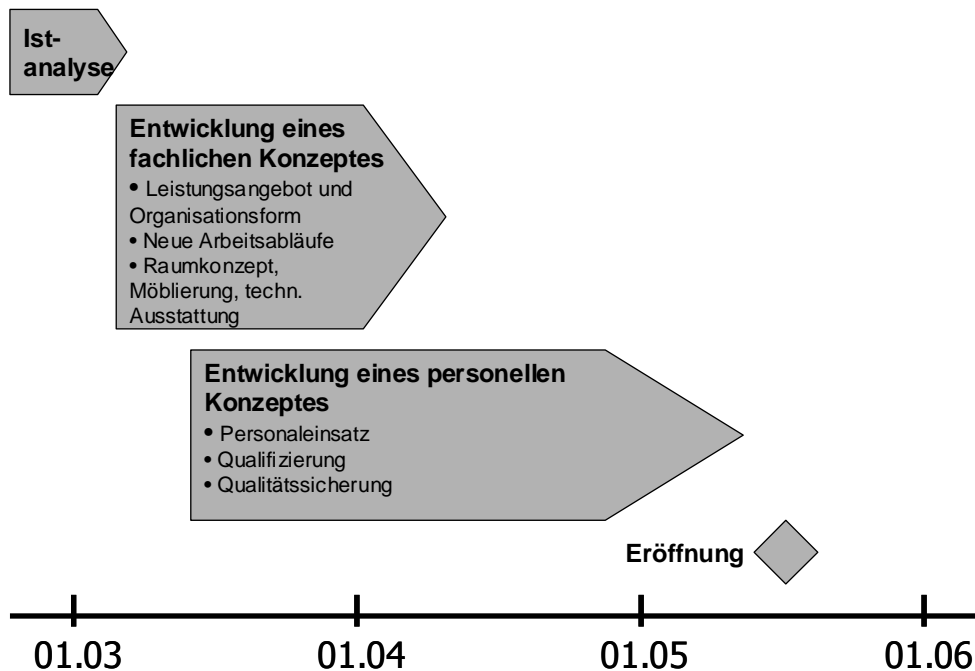 Ist-
analyse
Entwicklung eines
fachlichen Konzeptes
• Leistungsangebot und
Organisationsform
• Neue Arbeitsabläufe
• Raumkonzept,
Möblierung, techn.
Ausstattung
Entwicklung eines personellen
Konzeptes
• Personaleinsatz
• Qualifizierung
• Qualitätssicherung
Eröffnung
01.03 01.04 01.05 01.06